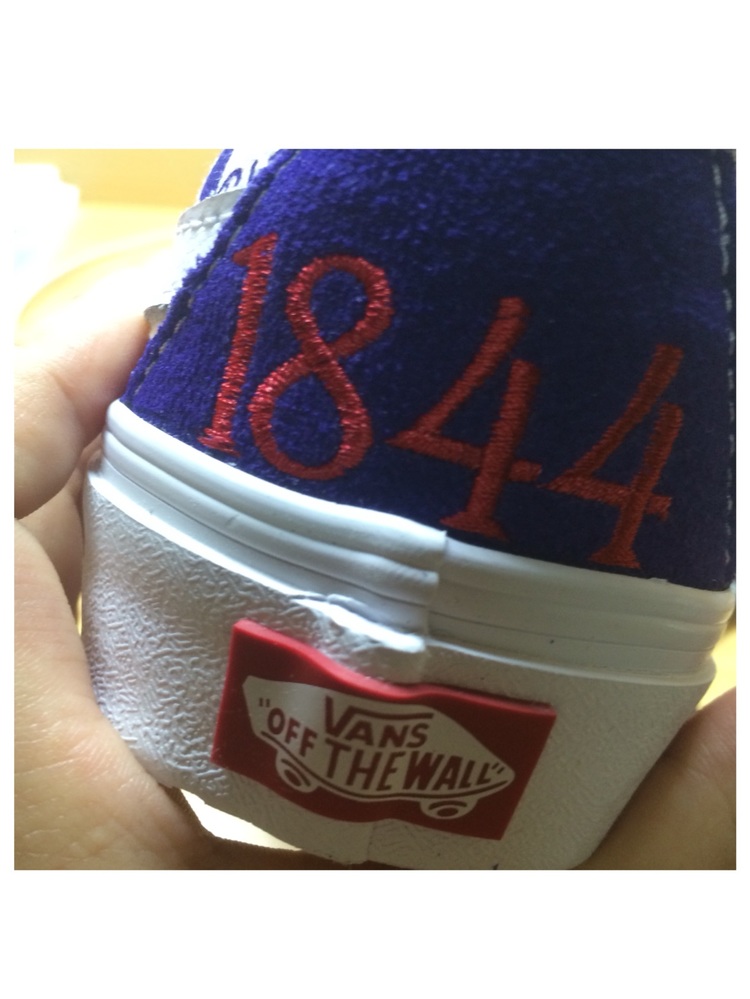 1844
VANS
"OFF THE WALL"